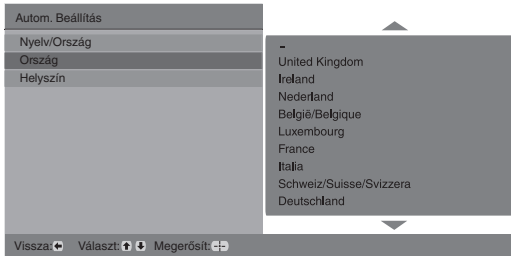 Autom. Beállítás
Nyelv/Ország
Ország
Helyszín
-
United Kingdom
Ireland
Nederland
België/Belgique
Luxembourg
France
Italia
Schweiz/Suisse/Svizzera
Deutschland
Vissza: Választ: Megerősít: